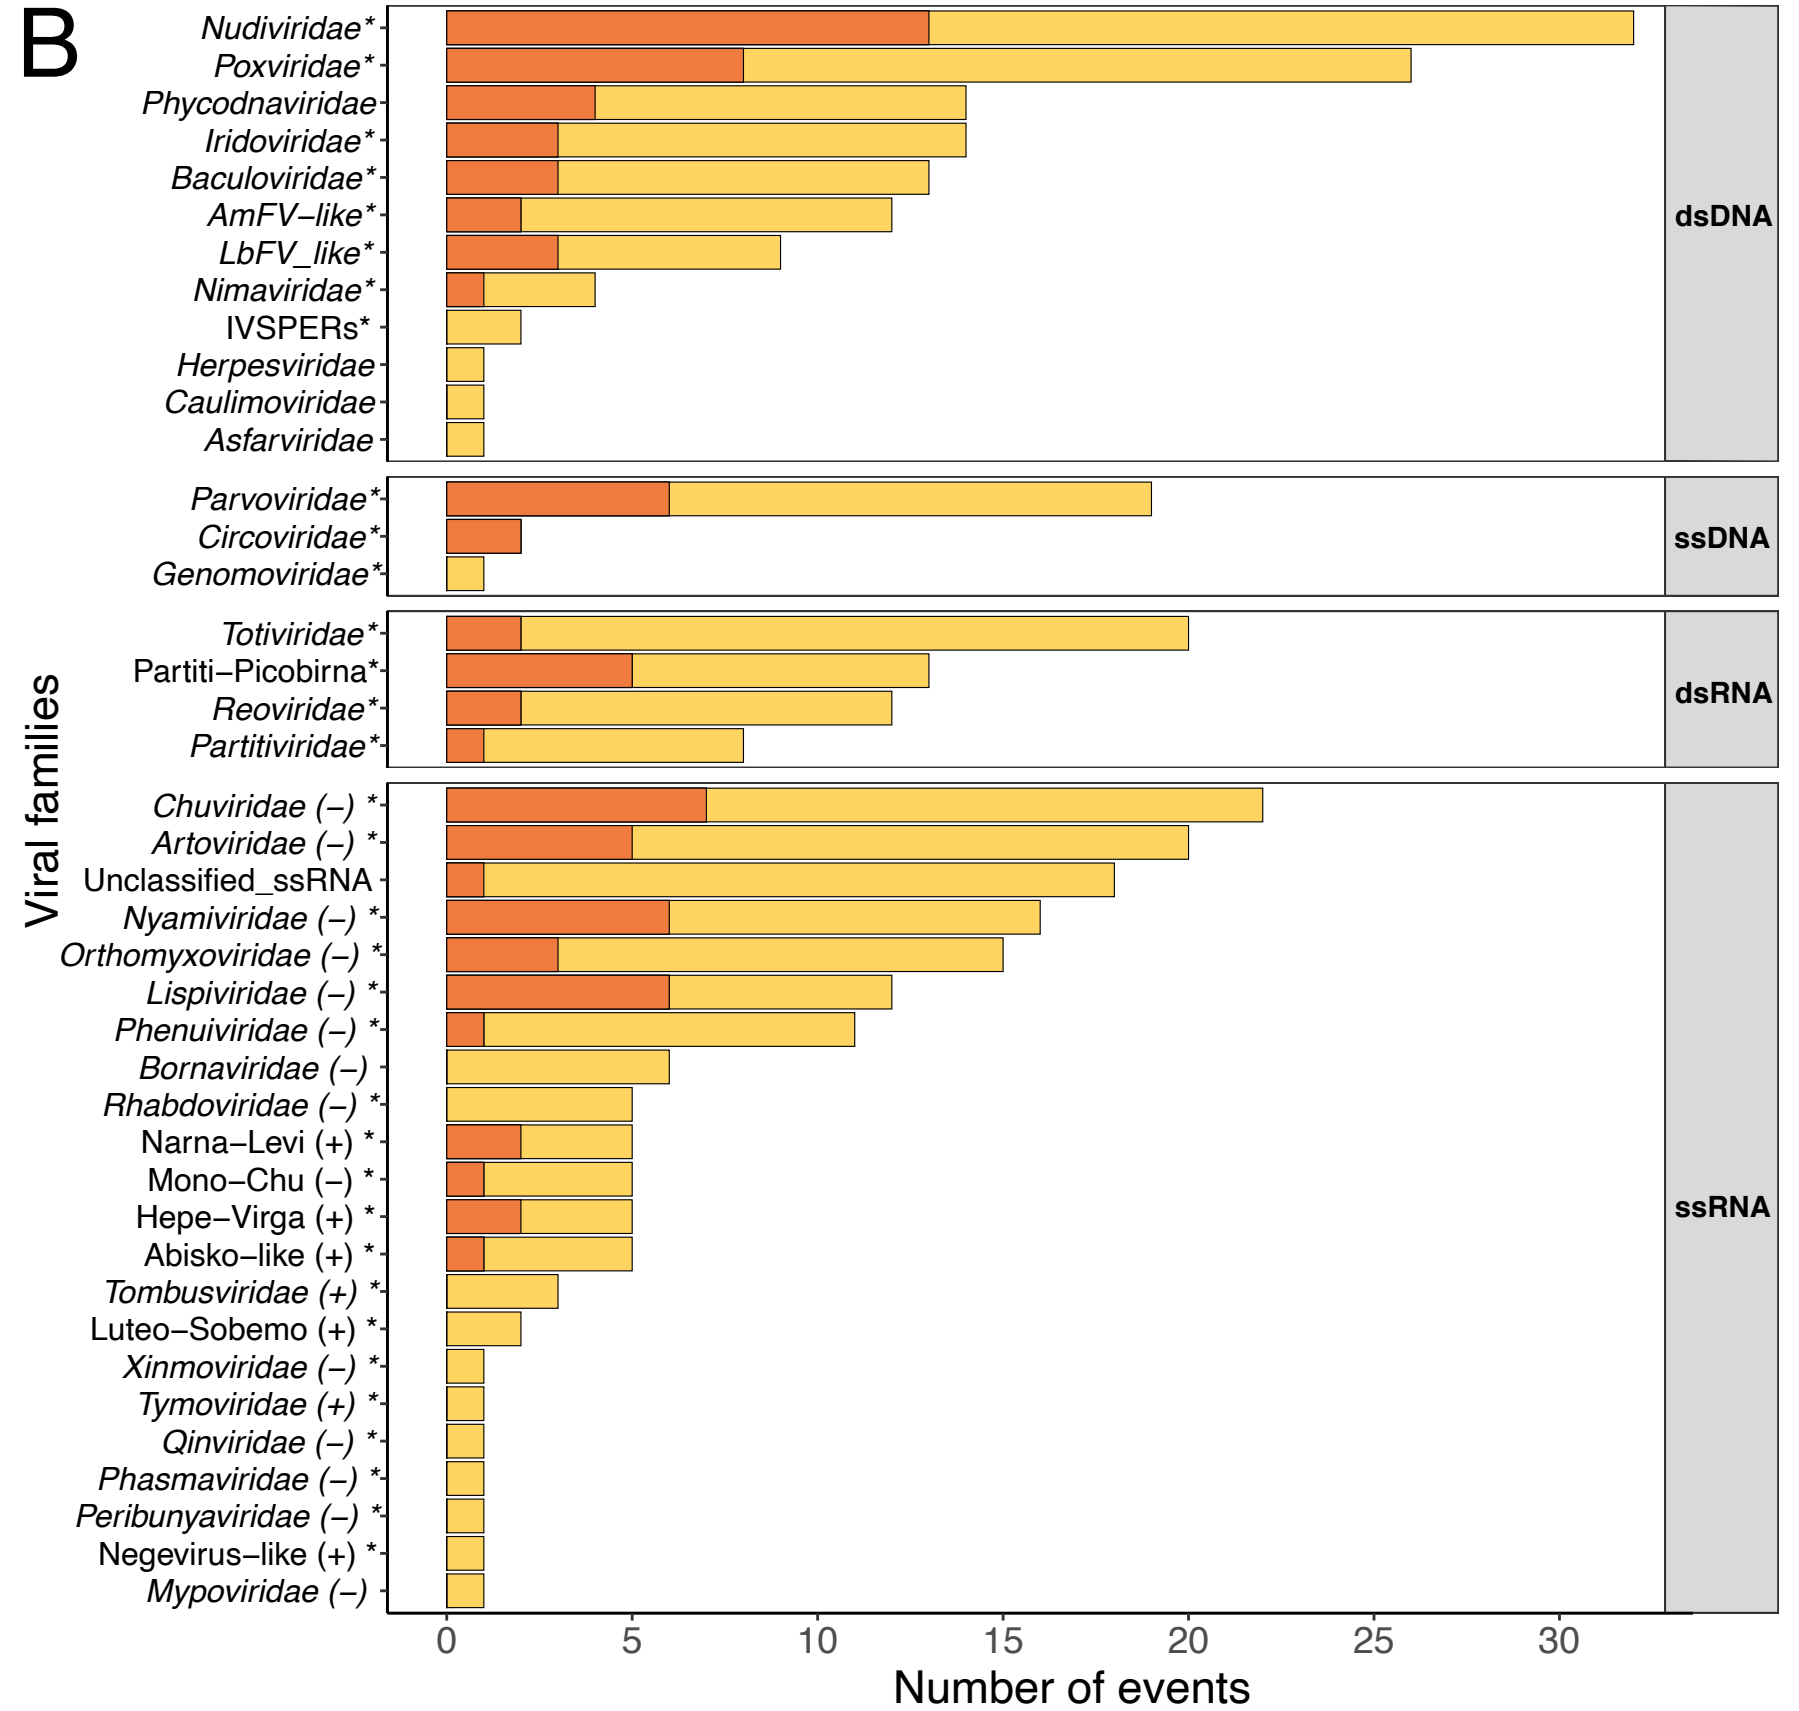 B
Nudiviridae*
Poxviridae*
Phycodnaviridae
Iridoviridae*
Baculoviridae*
AmFV−like*
LbFV_like*
Nimaviridae*
IVSPERs*
Herpesviridae
Caulimoviridae
Asfarviridae
dsDNA
Parvoviridae*
Circoviridae*
Genomoviridae*
ssDNA
Totiviridae*
Partiti−Picobirna*
Reoviridae*
Partitiviridae*
dsRNA
Chuviridae (−) *
Artoviridae (−) *
Unclassified_ssRNA
Nyamiviridae (−) *
Orthomyxoviridae (−) *
Lispiviridae (−) *
Phenuiviridae (−) *
Bornaviridae (−)
Rhabdoviridae (−) *
Narna−Levi (+) *
Mono−Chu (−) *
Hepe−Virga (+) *
Abisko−like (+) *
Tombusviridae (+) *
Luteo−Sobemo (+) *
Xinmoviridae (−) *
Tymoviridae (+) *
Qinviridae (−) *
Phasmaviridae (−) *
Peribunyaviridae (−) *
Negevirus−like (+) *
Mypoviridae (−)
ssRNA
Viral families
0 5 10 15 20 25 30
Number of events